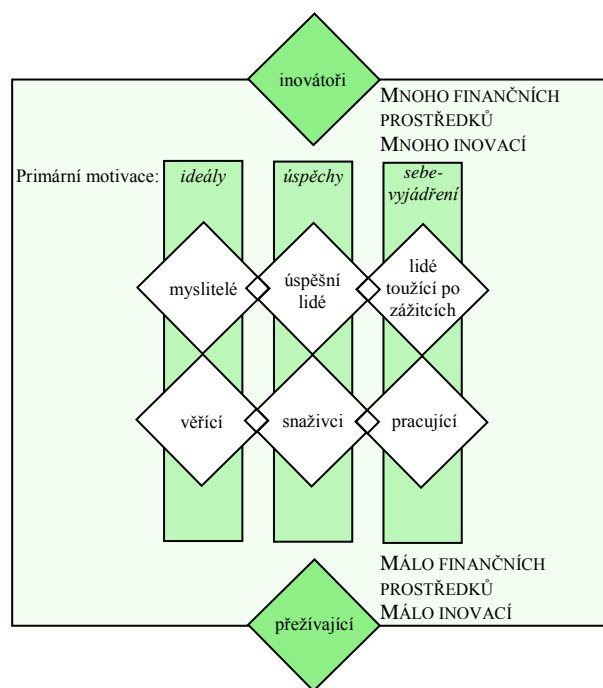 inovátoři
MNOHO FINANČNÍCH
PROSTŘEDKŮ
MNOHO INOVACÍ
Primární motivace:
ideály
úspěchy
sebe-
vyjádření
myslitelé
úspěšní
lidé
lidé
toužící po
zážitcích
věřící
snaživci
pracující
MÁLO FINANČNÍCH
PROSTŘEDKŮ
MÁLO INOVACÍ
přežívající